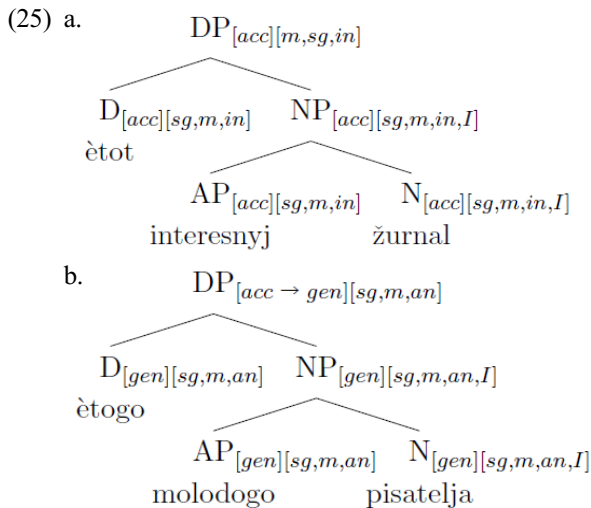 (25) a.
DP[acc][m,sg,in]
D[acc][sg,m,in] NP[acc][sg,m,in,I]
ètot
AP[acc][sg,m,in] N[acc][sg,m,in,I]
interesnyj žurnal
b.
DP[acc → gen][sg,m,an]
D[gen][sg,m,an] NP[gen][sg,m,an,I]
ètogo
AP[gen][sg,m,an] N[gen][sg,m,an,I]
molodogo pisatelja